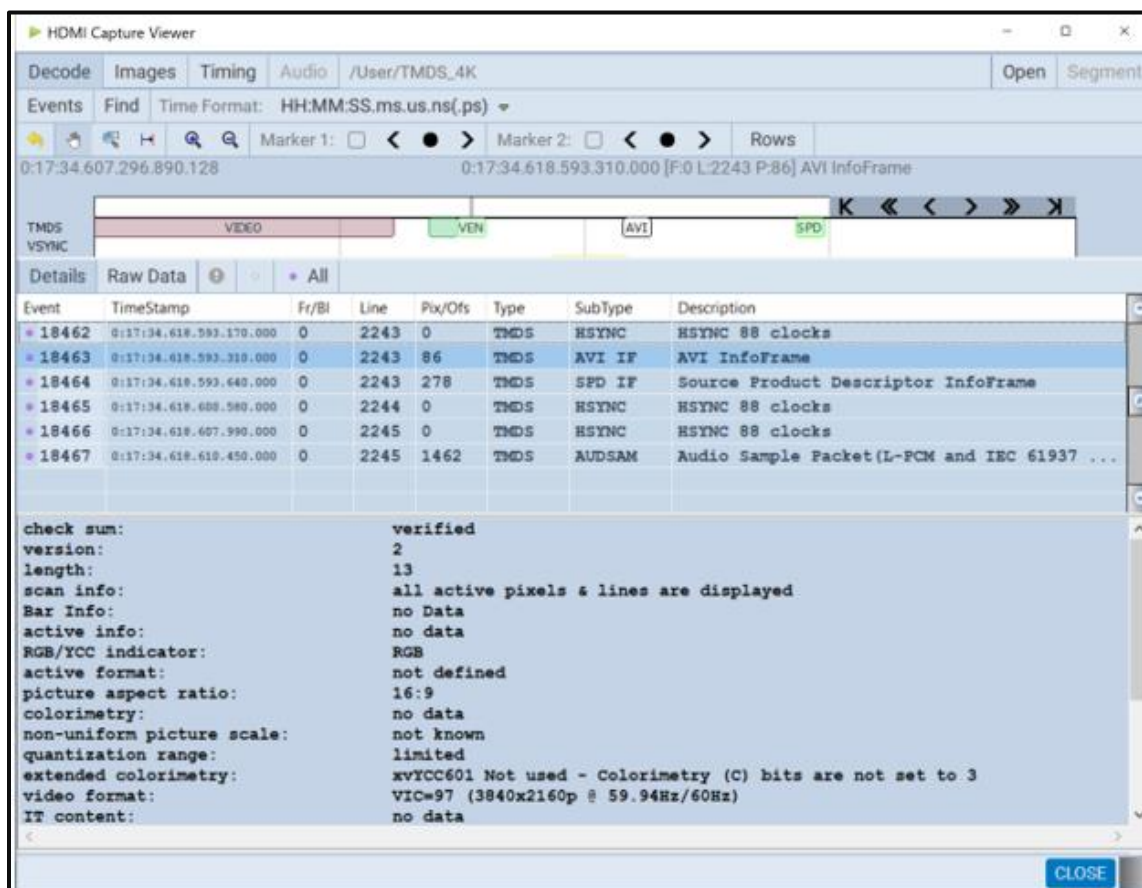 HDMI Capture Viewer
Decode Images Timing Audio /User/TMDS_4K Open Segment
Events Find Time Format: HH:MM:SS.ms.us.ns(.ps)
Marker 1: Marker 2: Rows
0:17:34.607.296.890.128 0:17:34.618.593.310.000 [F:0 L:2243 P:86] AVI InfoFrame
TMDS VIDEO VEN AVI SPD
VSYNC
Details Raw Data All
Event TimeStamp Fr/Bl Line Pix/Ofs Type SubType Description
18462 0:17:34.618.593.170.000 0 2243 0 TMDS HSYNC HSYNC 88 clocks
18463 0:17:34.618.593.310.000 0 2243 86 TMDS AVI IF AVI InfoFrame
18464 0:17:34.618.593.640.000 0 2243 278 TMDS SPD IF Source Product Descriptor InfoFrame
18465 0:17:34.618.600.580.000 0 2244 0 TMDS HSYNC HSYNC 88 clocks
18466 0:17:34.618.607.990.000 0 2245 0 TMDS HSYNC HSYNC 88 clocks
18467 0:17:34.618.610.450.000 0 2245 1462 TMDS AUDSAM Audio Sample Packet(L-PCM and IEC 61937 ...
check sum: verified
version: 2
length: 13
scan info: all active pixels & lines are displayed
Bar Info: no Data
active info: no data
RGB/YCC indicator: RGB
active format: not defined
picture aspect ratio: 16:9
colorimetry: no data
non-uniform picture scale: not known
quantization range: limited
extended colorimetry: xvYCC601 Not used - Colorimetry (C) bits are not set to 3
video format: VIC=97 (3840x2160p @ 59.94Hz/60Hz)
IT content: no data
CLOSE